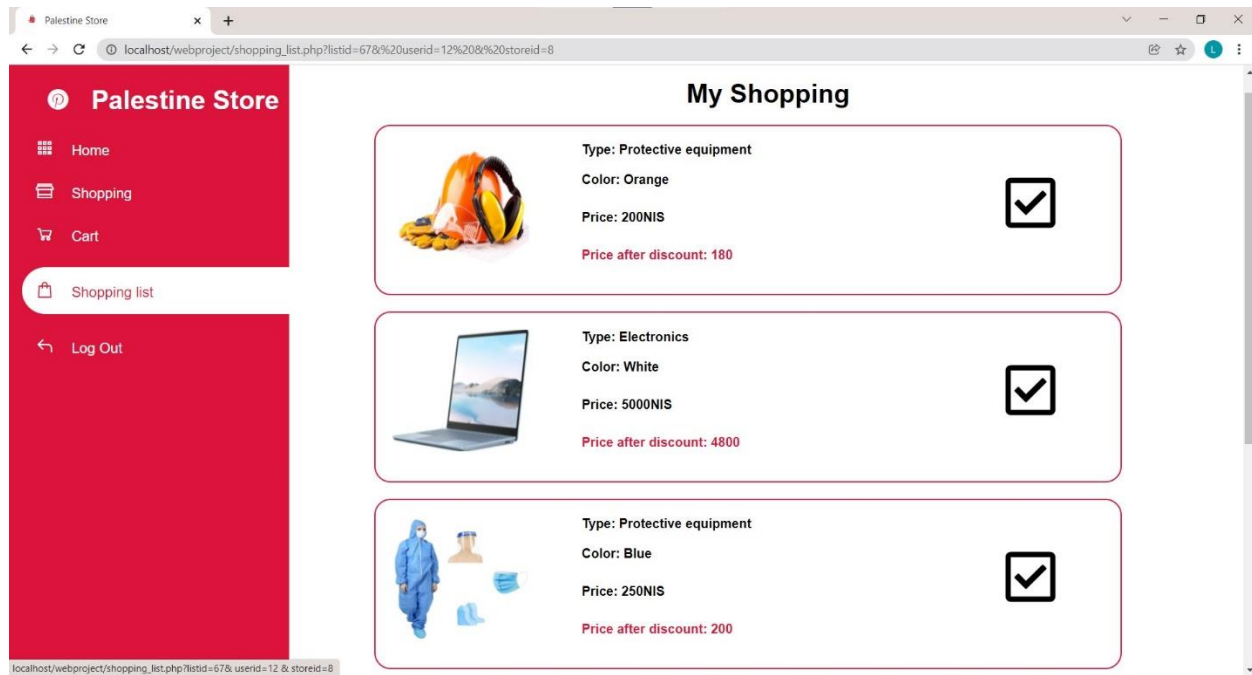 Palestine Store
localhost/webproject/shopping_list.php?listid=67&%20userid=12%20&%20storeid=8
L
Palestine Store
Home
Shopping
Cart
Shopping list
Log Out
My Shopping
Type: Protective equipment
Color: Orange
Price: 200NIS
Price after discount: 180
Type: Electronics
Color: White
Price: 5000NIS
Price after discount: 4800
Type: Protective equipment
Color: Blue
Price: 250NIS
Price after discount: 200
localhost/webproject/shopping_list.php?listid=67& userid=12 & storeid=8